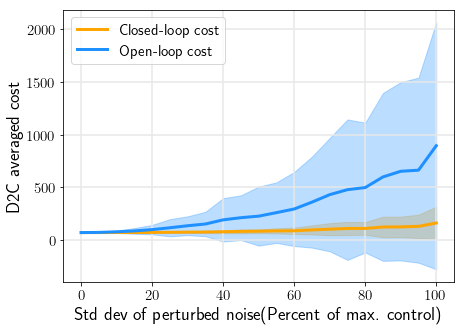 Closed-loop cost
Open-loop cost
2000
1500
1000
500
0
D2C averaged cost
0 20 40 60 80 100
Std dev of perturbed noise(Percent of max. control)